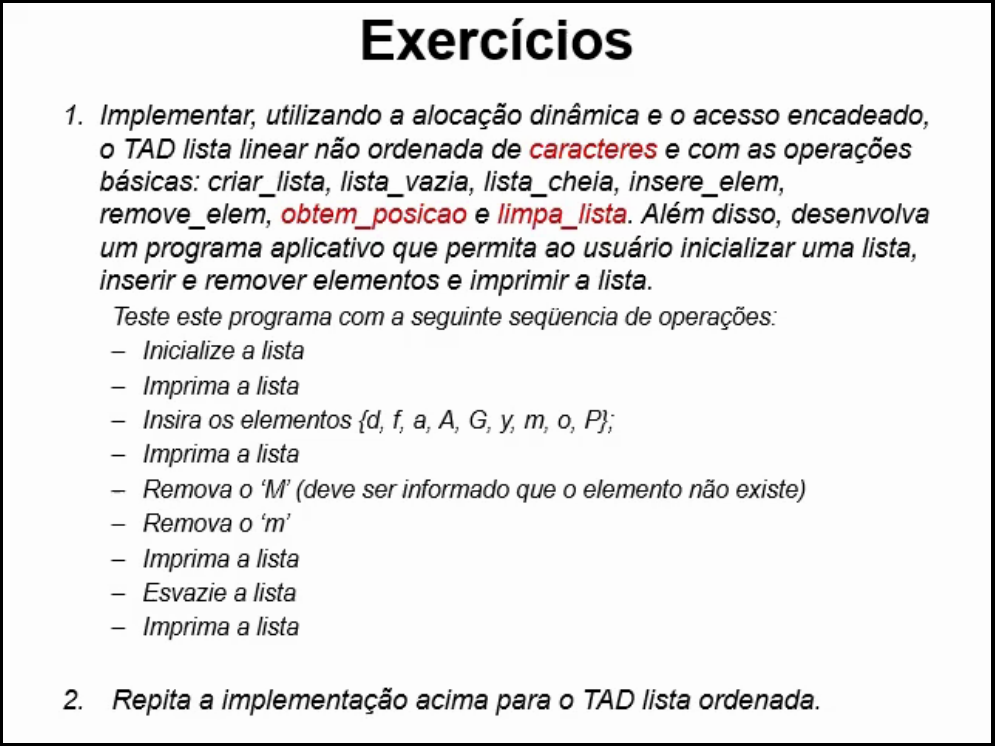 Exercícios
1. Implementar, utilizando a alocação dinâmica e o acesso encadeado,
o TAD lista linear não ordenada de caracteres e com as operações
básicas: criar_lista, lista_vazia, lista_cheia, insere_elem,
remove_elem, obtem_posicao e limpa_lista. Além disso, desenvolva
um programa aplicativo que permita ao usuário inicializar uma lista,
inserir e remover elementos e imprimir a lista.
Teste este programa com a seguinte seqüencia de operações:
– Inicialize a lista
– Imprima a lista
– Insira os elementos {d, f, a, A, G, y, m, o, P};
– Imprima a lista
– Remova o ‘M’ (deve ser informado que o elemento não existe)
– Remova o ‘m’
– Imprima a lista
– Esvazie a lista
– Imprima a lista
2. Repita a implementação acima para o TAD lista ordenada.